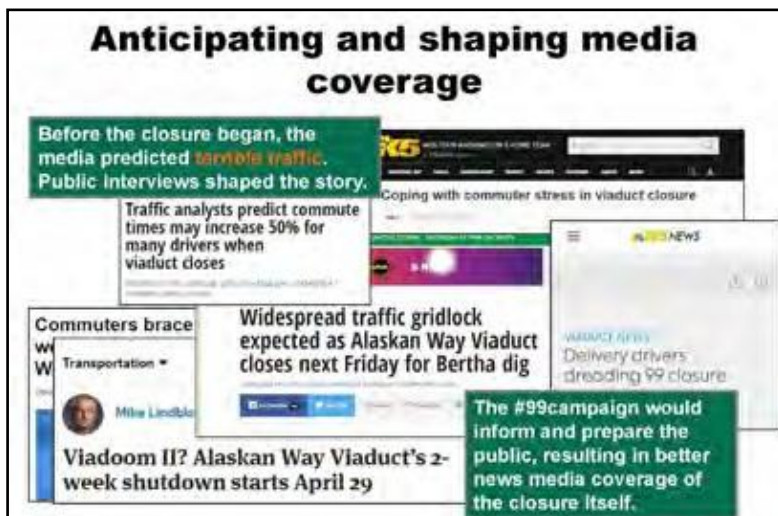 Anticipating and shaping media
coverage
Before the closure began, the
media predicted terrible traffic.
Public Interviews shaped the story.
Coping with commuter stress in viaduct closure
Traffic analysts predict commute
times may increase 50% for
many drivers when
viaduct closes
NEWS
Widespread traffic gridlock
expected as Alaskan Way Viaduct
closes next Friday for Bertha dig
VIADUCT NEWS
Delivery drivers
dreading 99 closure
Commuters brace
Transportation
Mike Lindblo
Viadoom II? Alaskan Way Viaduct's 2-
week shutdown starts April 29
The #99campaign would
inform and prepare the
public, resulting in better
news media coverage of
the closure itself.